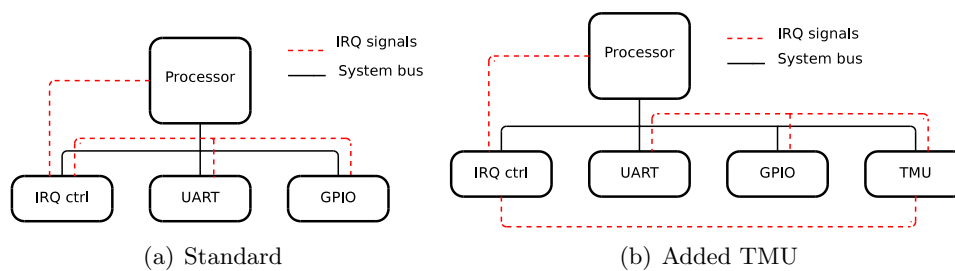 IRQ signals
System bus
Processor
IRQ ctrl
UART
GPIO
(a) Standard
IRQ signals
System bus
Processor
IRQ ctrl
UART
GPIO
TMU
(b) Added TMU